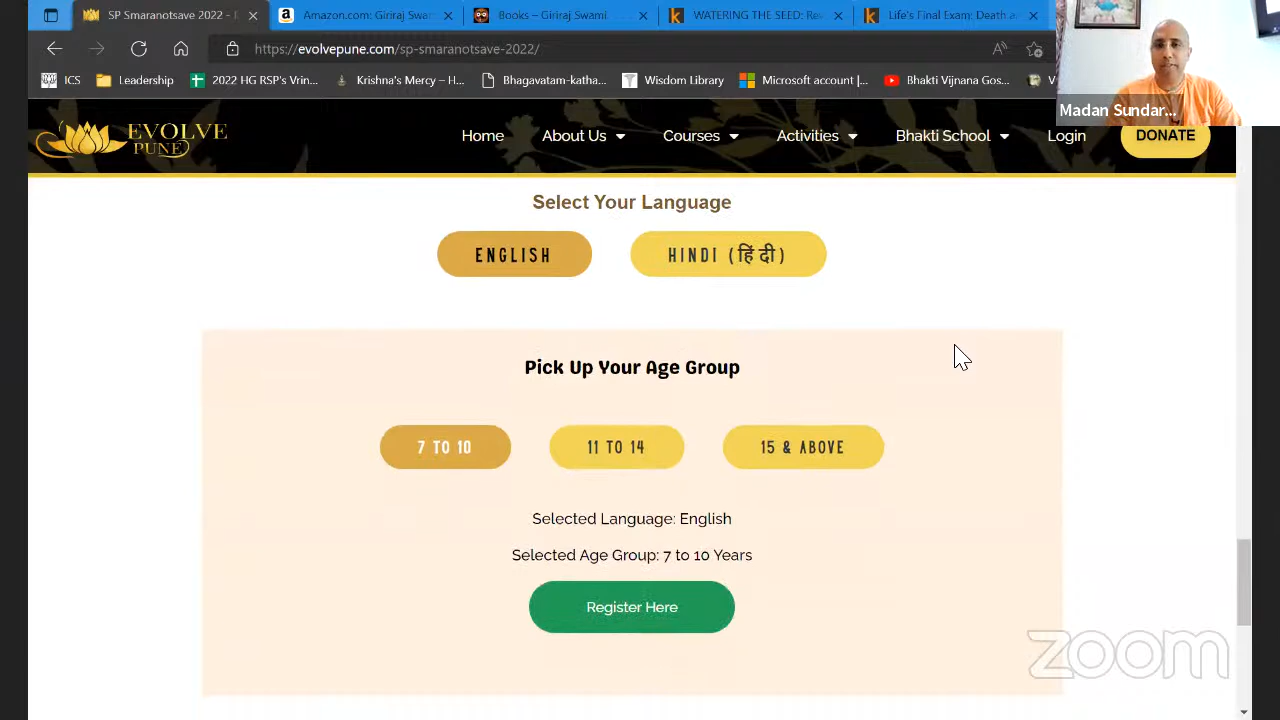 SP Smaranotsave 2022 -
Amazon.com: Giriraj Swam
Books – Giriraj Swami
WATERING THE SEED: Re
Life's Final Exam: Death a
https://evolvepune.com/sp-smaranotsave-2022/
ICS
Leadership
2022 HG RSP's Vrin...
Krishna's Mercy – H...
Bhagavatam-katha...
Wisdom Library
Microsoft account |...
Bhakti Vijnana Gos...
Madan Sundar...
EVOLVE
PUNE
Home
About Us
Courses
Activities
Bhakti School
Login
DONATE
Select Your Language
ENGLISH
HINDI (हिं दी)
Pick Up Your Age Group
7 TO 10
11 TO 14
15 & ABOVE
Selected Language: English
Selected Age Group: 7 to 10 Years
Register Here
zoom